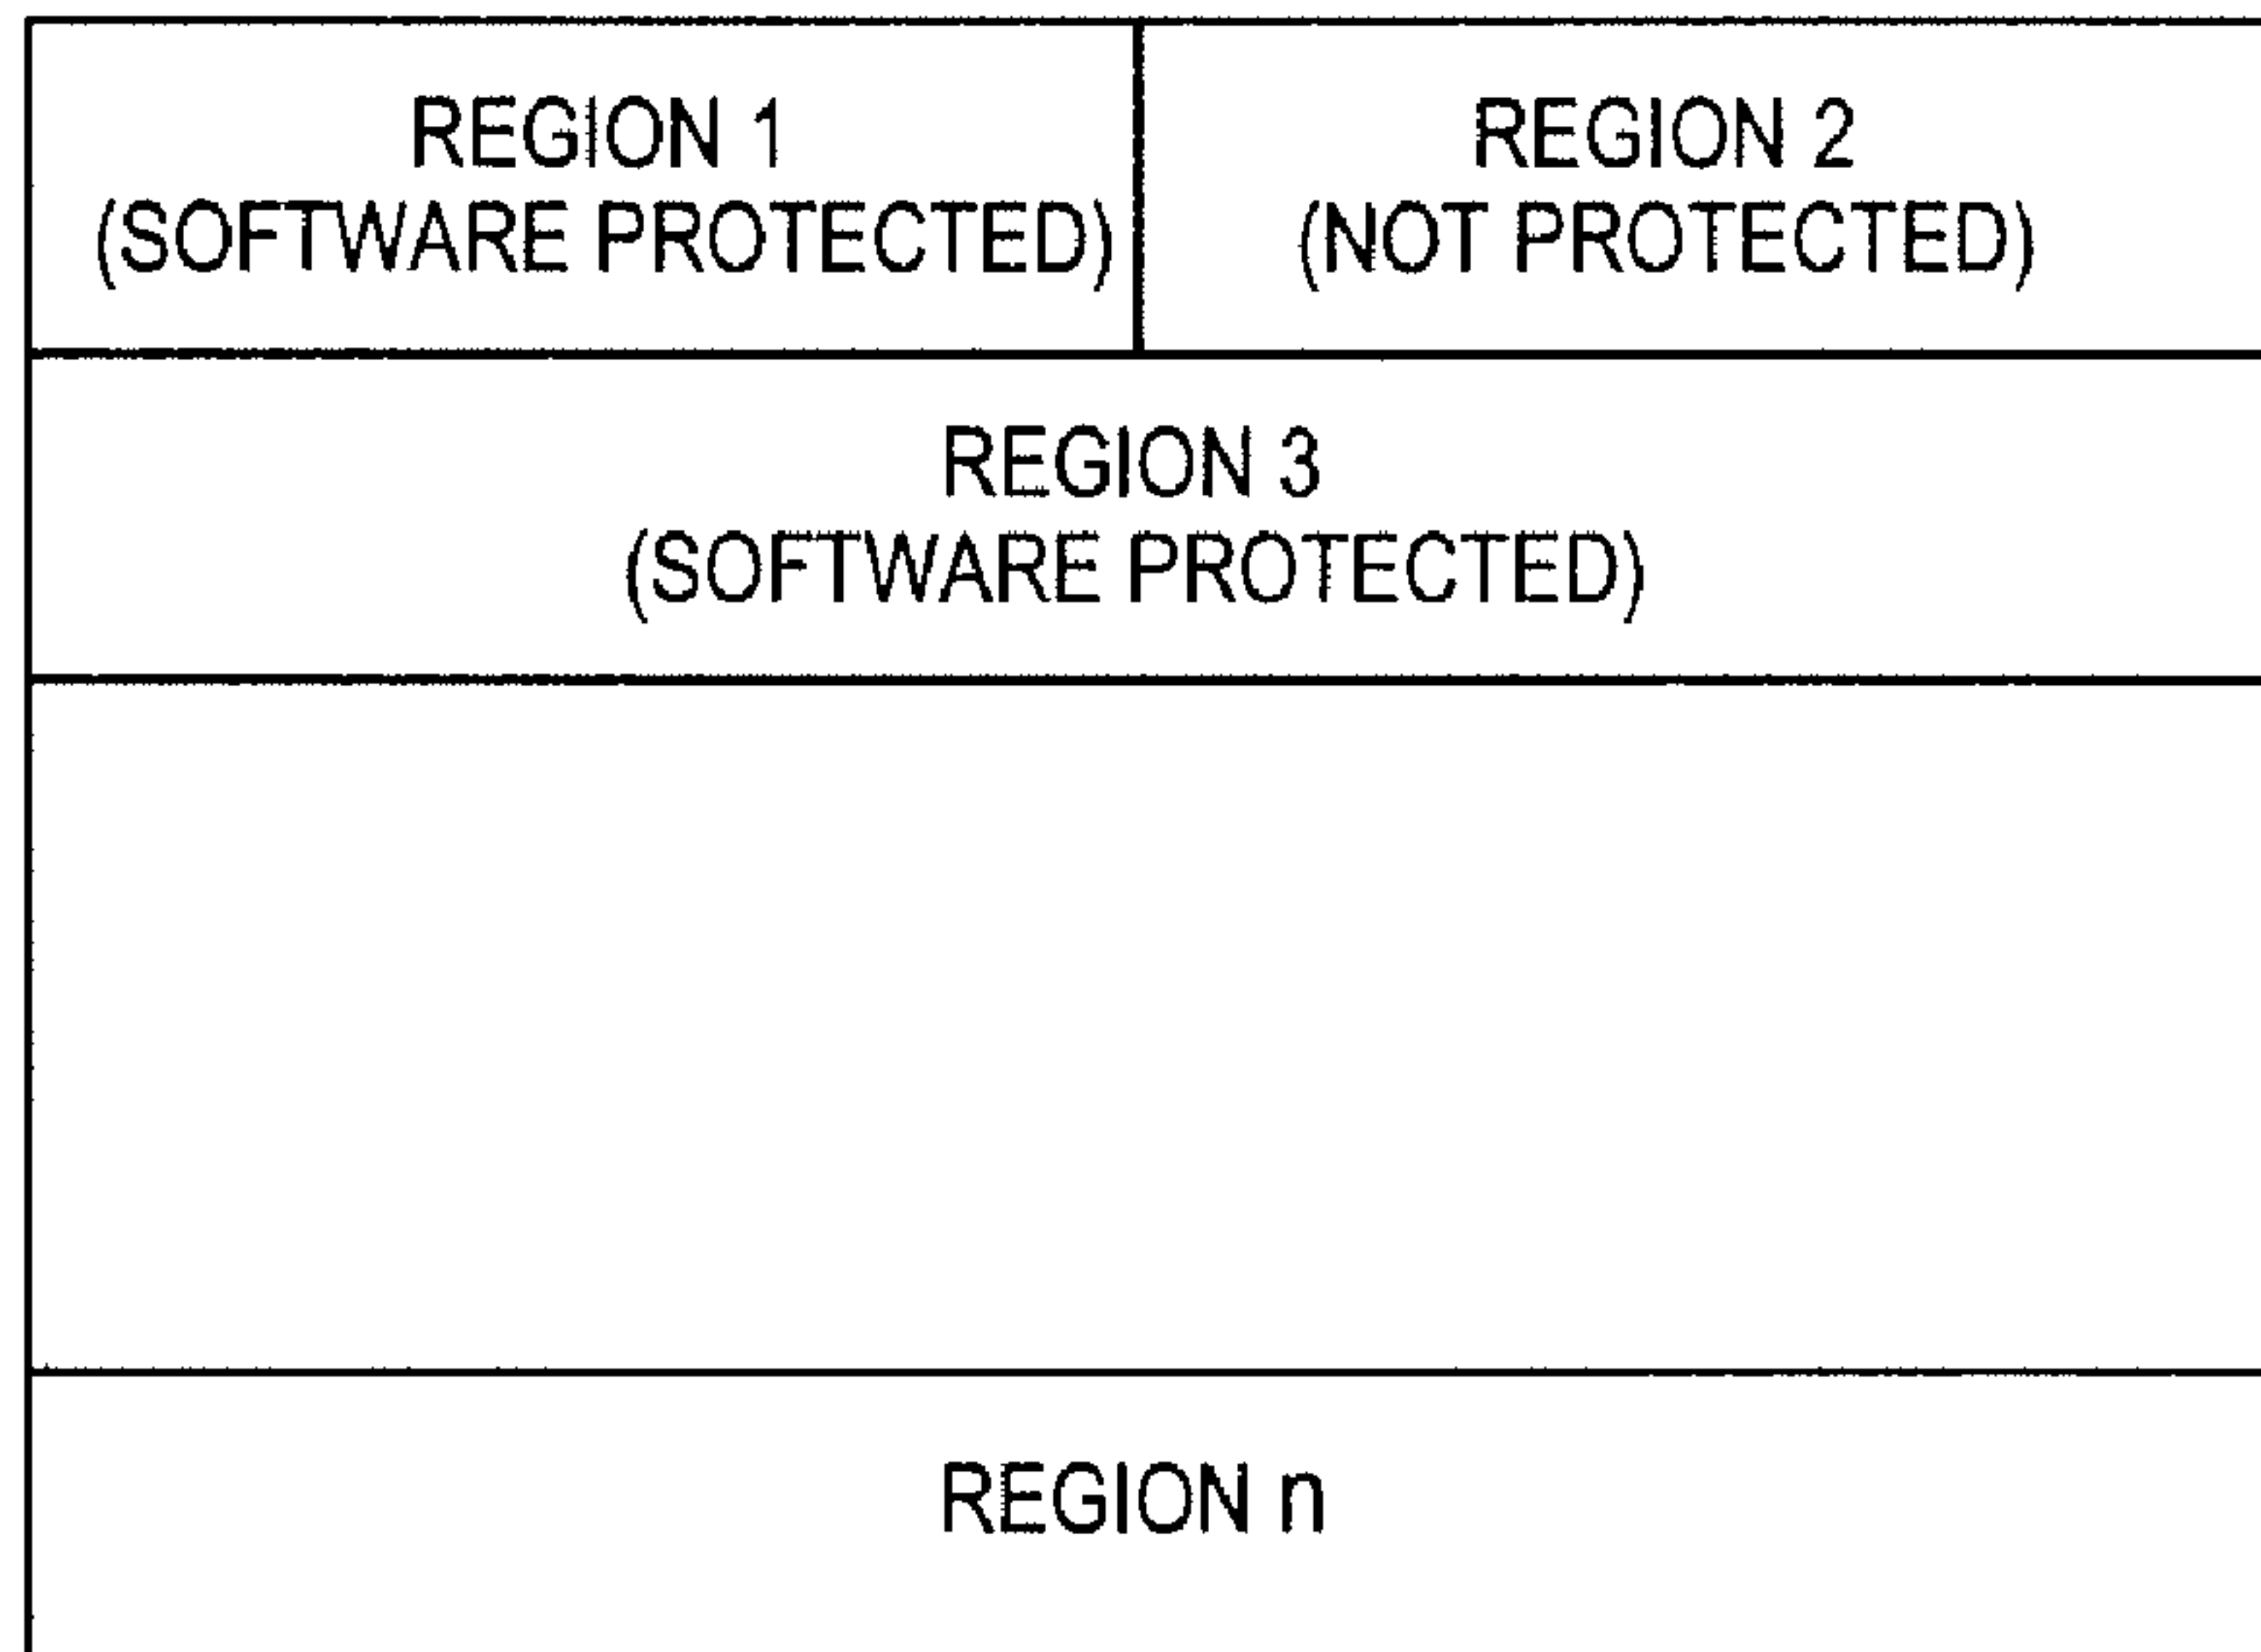 REGION 1
(SOFTWARE PROTECTED)
REGION 2
(NOT PROTECTED)
REGION 3
(SOFTWARE PROTECTED)
REGION n